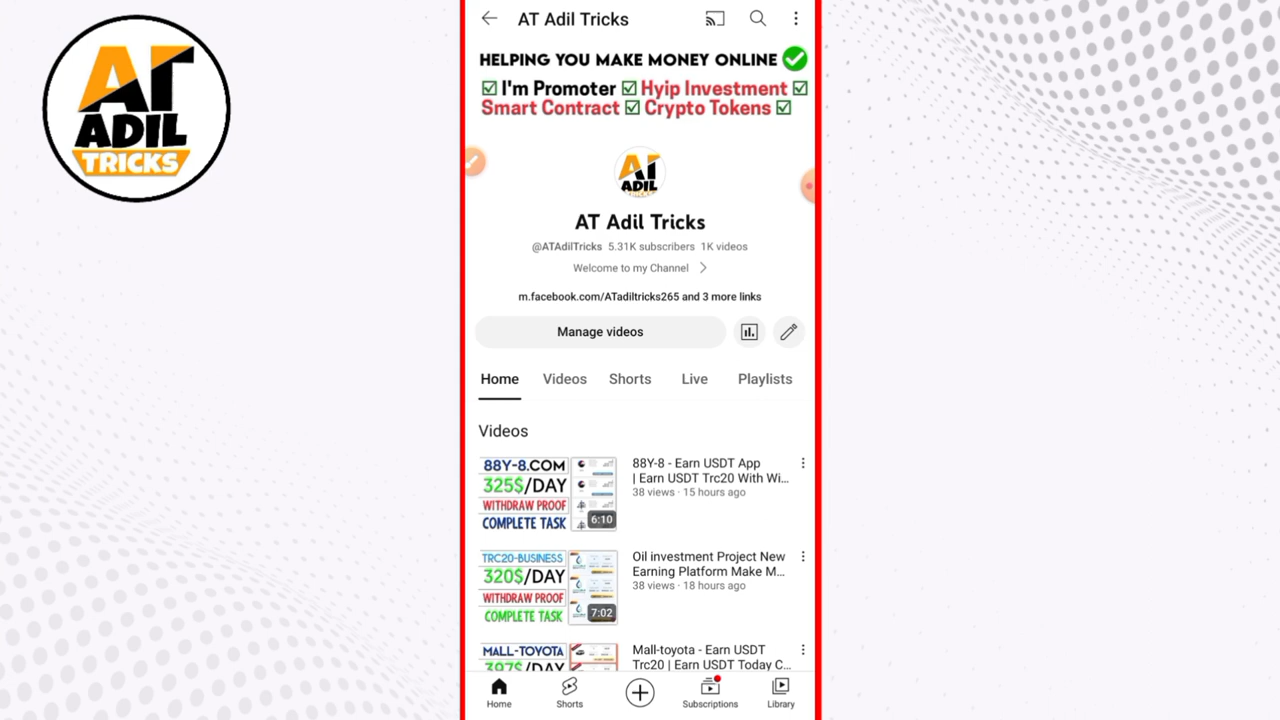 AT
ADIL
TRICKS
AT Adil Tricks
HELPING YOU MAKE MONEY ONLINE ✅
☑ I'm Promoter ☑ Hyip Investment ☑
Smart Contract ☑ Crypto Tokens ☑
AT
ADIL
TRICKS
AT Adil Tricks
@ATAdilTricks 5.31K subscribers 1K videos
Welcome to my Channel
m.facebook.com/ATadiltricks265 and 3 more links
Manage videos
Home Videos Shorts Live Playlists
Videos
88Y-8.COM
325$/DAY
WITHDRAW PROOF
COMPLETE TASK
6:10
88Y-8 - Earn USDT App
| Earn USDT Trc20 With Wi...
38 views · 15 hours ago
TRC20-BUSINESS
320$/DAY
WITHDRAW PROOF
COMPLETE TASK
7:02
Oil investment Project New
Earning Platform Make M...
38 views · 18 hours ago
MALL-TOYOTA
397$/DAY
Mall-toyota - Earn USDT
Trc20 | Earn USDT Today C...
Home Shorts Subscriptions Library